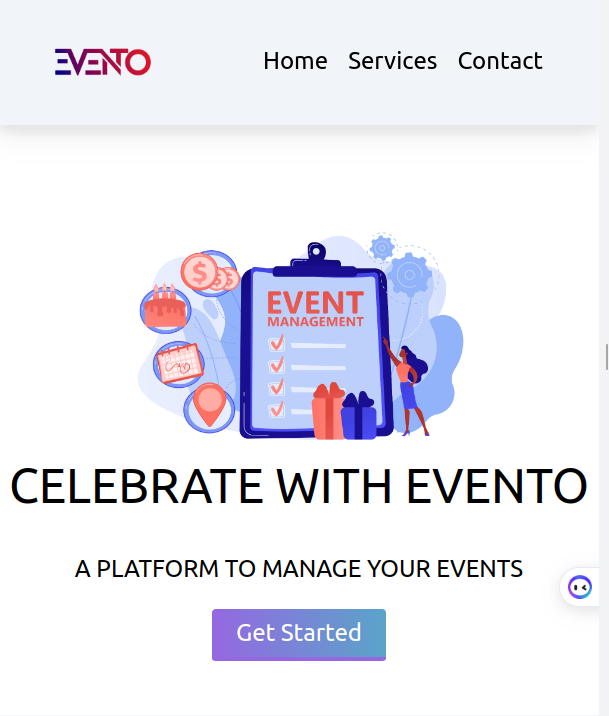 EVENTO
Home Services Contact
EVENT
MANAGEMENT
CELEBRATE WITH EVENTO
A PLATFORM TO MANAGE YOUR EVENTS
Get Started